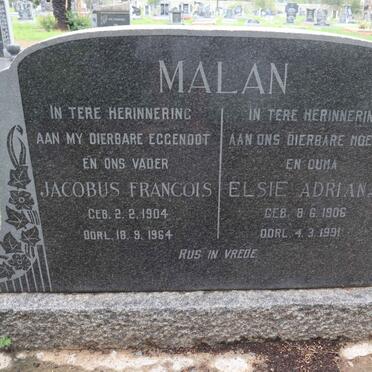 MALAN
IN TERE HERINNERING
AAN MY DIERBARE EGGENOOT
EN ONS VADER
JACOBUS FRANCOIS
GEB. 2. 2. 1904
OORL. 18. 9. 1964
IN TERE HERINNERIN
AAN ONS DIERBARE MOE
EN OUMA
ELSIE ADRIAN
GEB. 8. 6. 1906
OORL. 4. 3. 1991
RUS IN VREDE